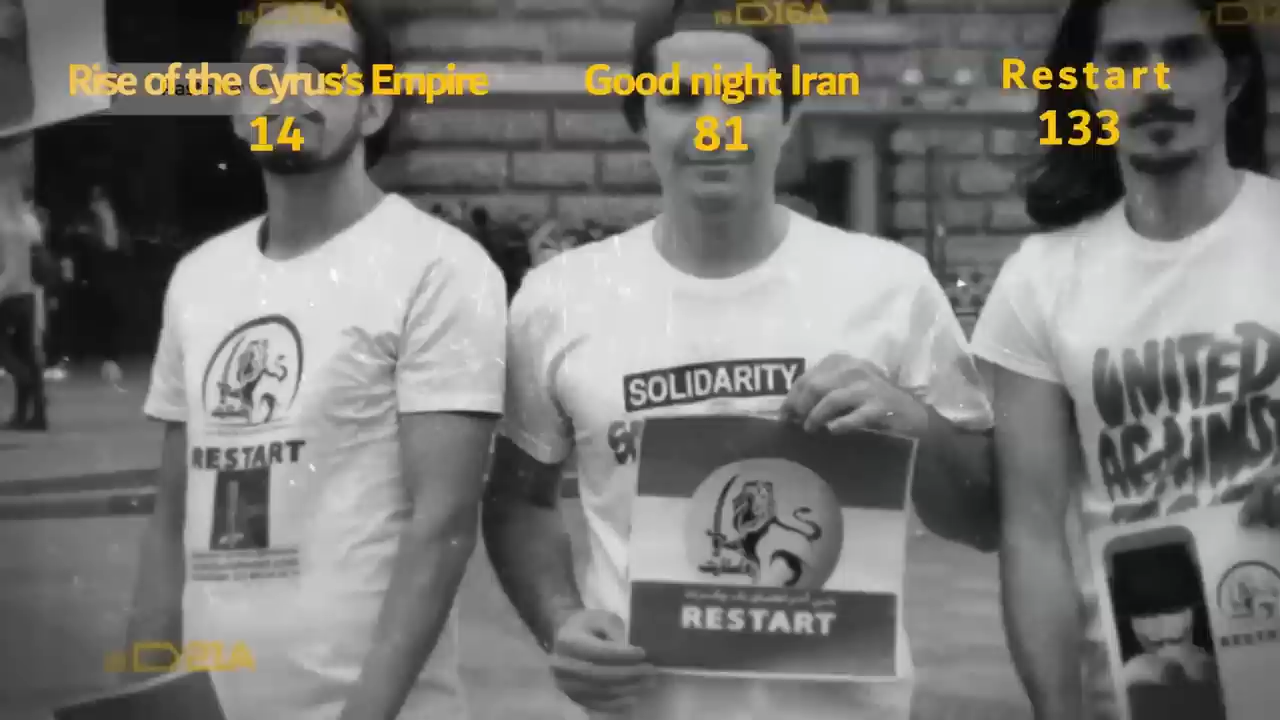 Rise of the Cyrus's Empire
14
Good night Iran
81
Restart
133
SOLIDARITY
RESTART
RESTART
UNITED
AGAINST